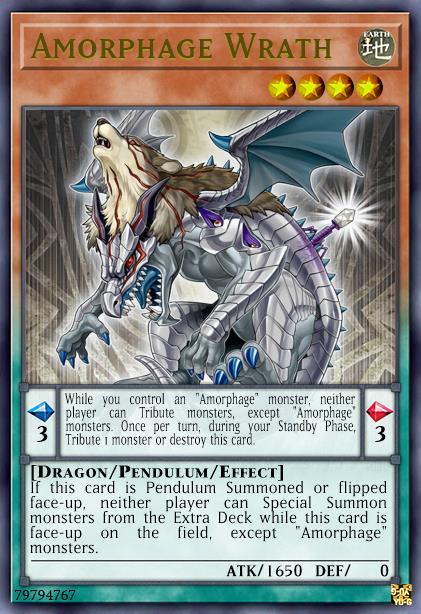 AMORPHAGE WRATH
EARTH
地
While you control an "Amorphage" monster, neither
player can Tribute monsters, except "Amorphage"
monsters. Once per turn, during your Standby Phase,
Tribute 1 monster or destroy this card.
3
3
[DRAGON/PENDULUM/EFFECT]
If this card is Pendulum Summoned or flipped
face-up, neither player can Special Summon
monsters from the Extra Deck while this card is
face-up on the field, except "Amorphage"
monsters.
ATK/1650 DEF/ 0
79794767